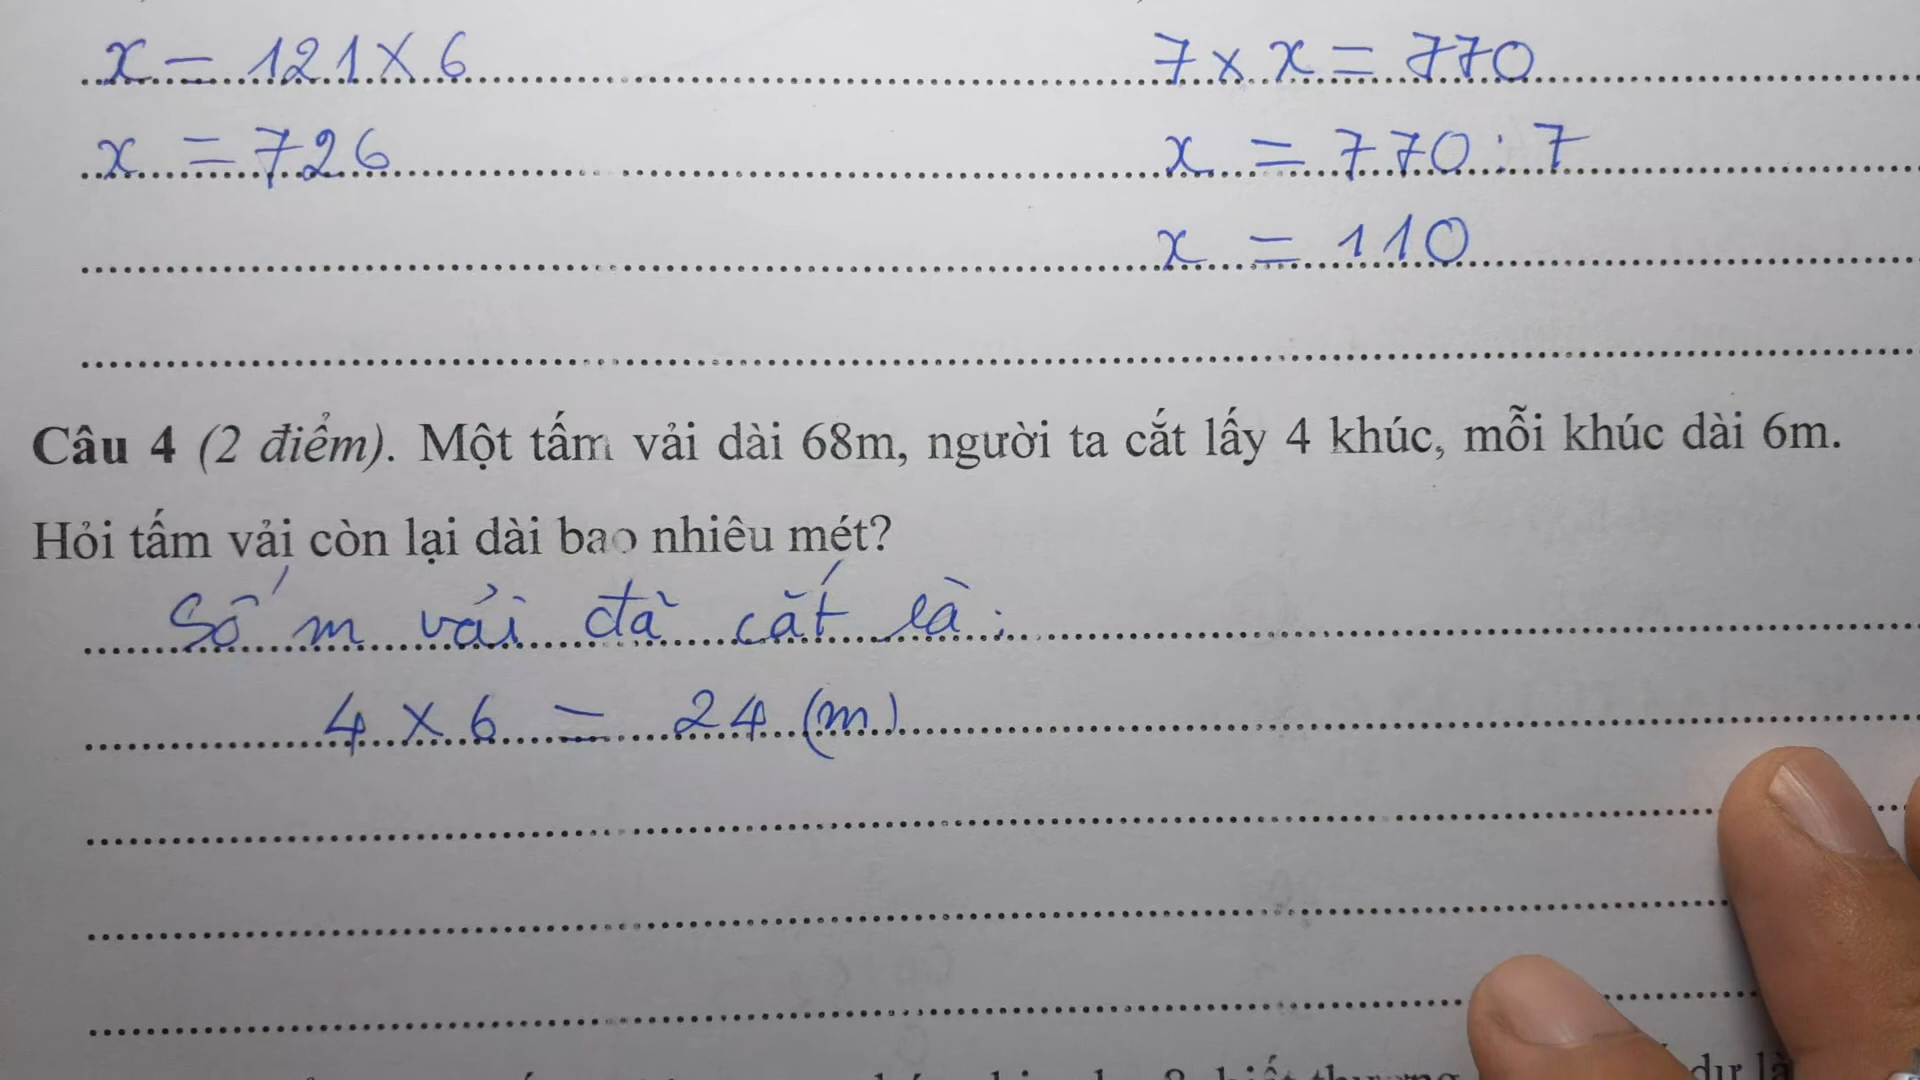 x = 121 × 6
7 × x = 770
x = 726
x = 770 : 7
x = 110
Câu 4 (2 điểm). Một tấm vải dài 68m, người ta cắt lấy 4 khúc, mỗi khúc dài 6m.
Hỏi tấm vải còn lại dài bao nhiêu mét?
Số m vải đã cắt là:
4 × 6 = 24 (m)
dư là